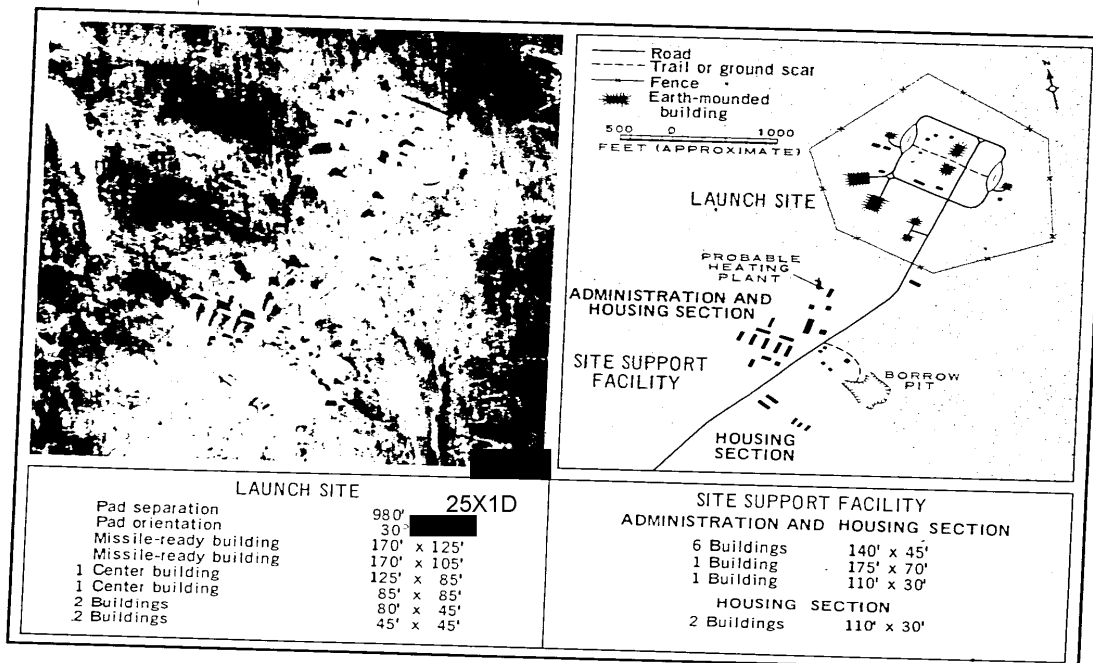 Road
Trail or ground scar
Fence
Earth-mounded
building
500 0 1000
FEET (APPROXIMATE)
LAUNCH SITE
PROBABLE
HEATING
PLANT
ADMINISTRATION AND
HOUSING SECTION
SITE SUPPORT
FACILITY
BORROW
PIT
HOUSING
SECTION
LAUNCH SITE
25X1D
Pad separation 980'
Pad orientation 30°
Missile-ready building 170' x 125'
Missile-ready building 170' x 105'
1 Center building 125' x 85'
1 Center building 85' x 85'
2 Buildings 80' x 45'
2 Buildings 45' x 45'
SITE SUPPORT FACILITY
ADMINISTRATION AND HOUSING SECTION
6 Buildings 140' x 45'
1 Building 175' x 70'
1 Building 110' x 30'
HOUSING SECTION
2 Buildings 110' x 30'